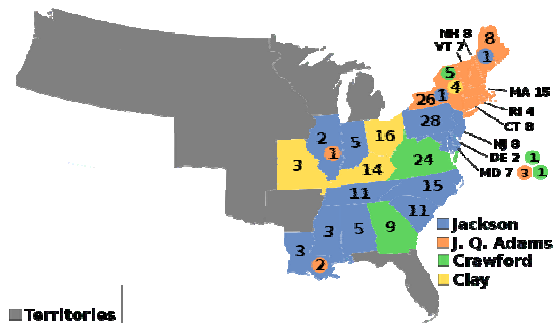 NH 8
8
VT 7
1
5
4
MA 15
26 1
RI 4
28
CT 8
2
5
16
NJ 8
1
DE 2 1
3
24
MD 7 3 1
14
11
15
11
3
5
9
3
2
Jackson
J. Q. Adams
Crawford
Clay
Territories